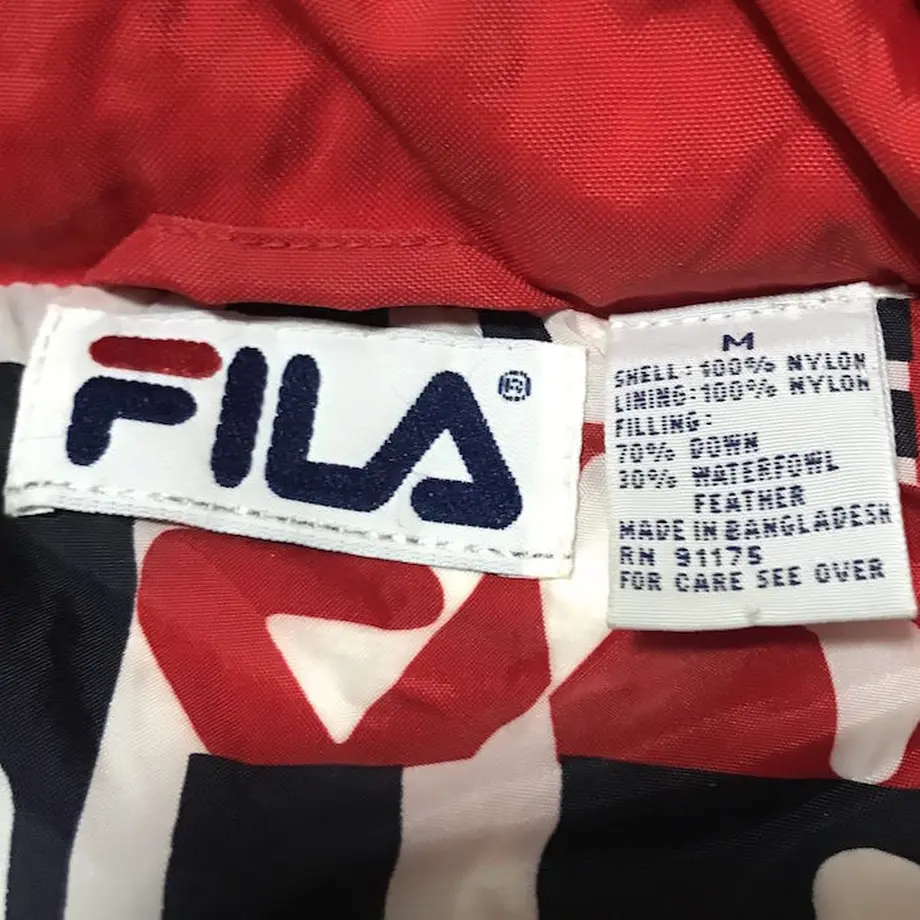 FILA®
M
SHELL: 100% NYLON
LINING: 100% NYLON
FILLING:
70% DOWN
30% WATERFOWL
FEATHER
MADE IN BANGLADESH
RN 91175
FOR CARE SEE OVER